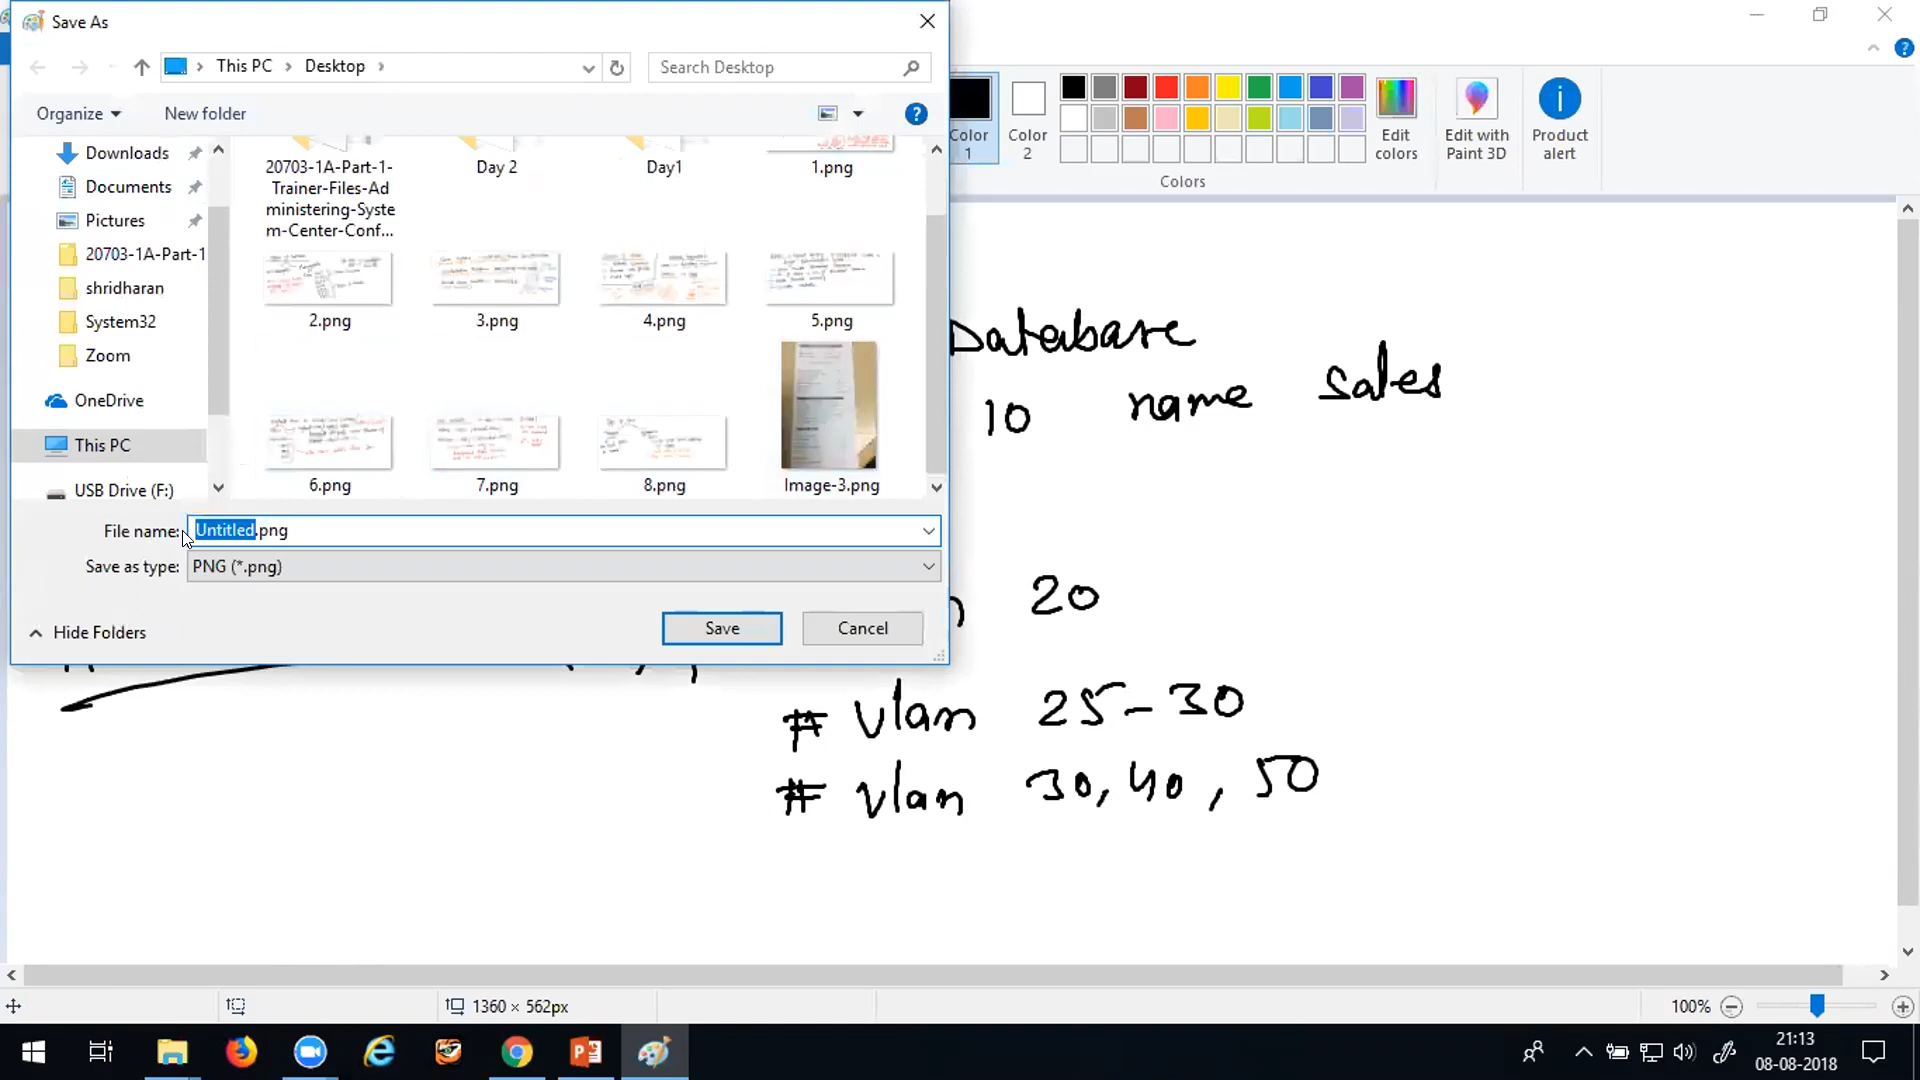 Save As
This PC > Desktop >
Search Desktop
Organize
New folder
Downloads
Documents
Pictures
20703-1A-Part-1
shridharan
System32
Zoom
OneDrive
This PC
USB Drive (F:)
20703-1A-Part-1-
Trainer-Files-Ad
ministering-Syste
m-Center-Conf...
Day 2
Day1
1.png
2.png
3.png
4.png
5.png
6.png
7.png
8.png
Image-3.png
File name: Untitled.png
Save as type: PNG (*.png)
Hide Folders
Save
Cancel
Color 1
Color 2
Edit colors
Edit with Paint 3D
Product alert
Colors
Database
10 name sales
20
# vlan 25-30
# vlan 30, 40, 50
1360 × 562px
100%
21:13
08-08-2018